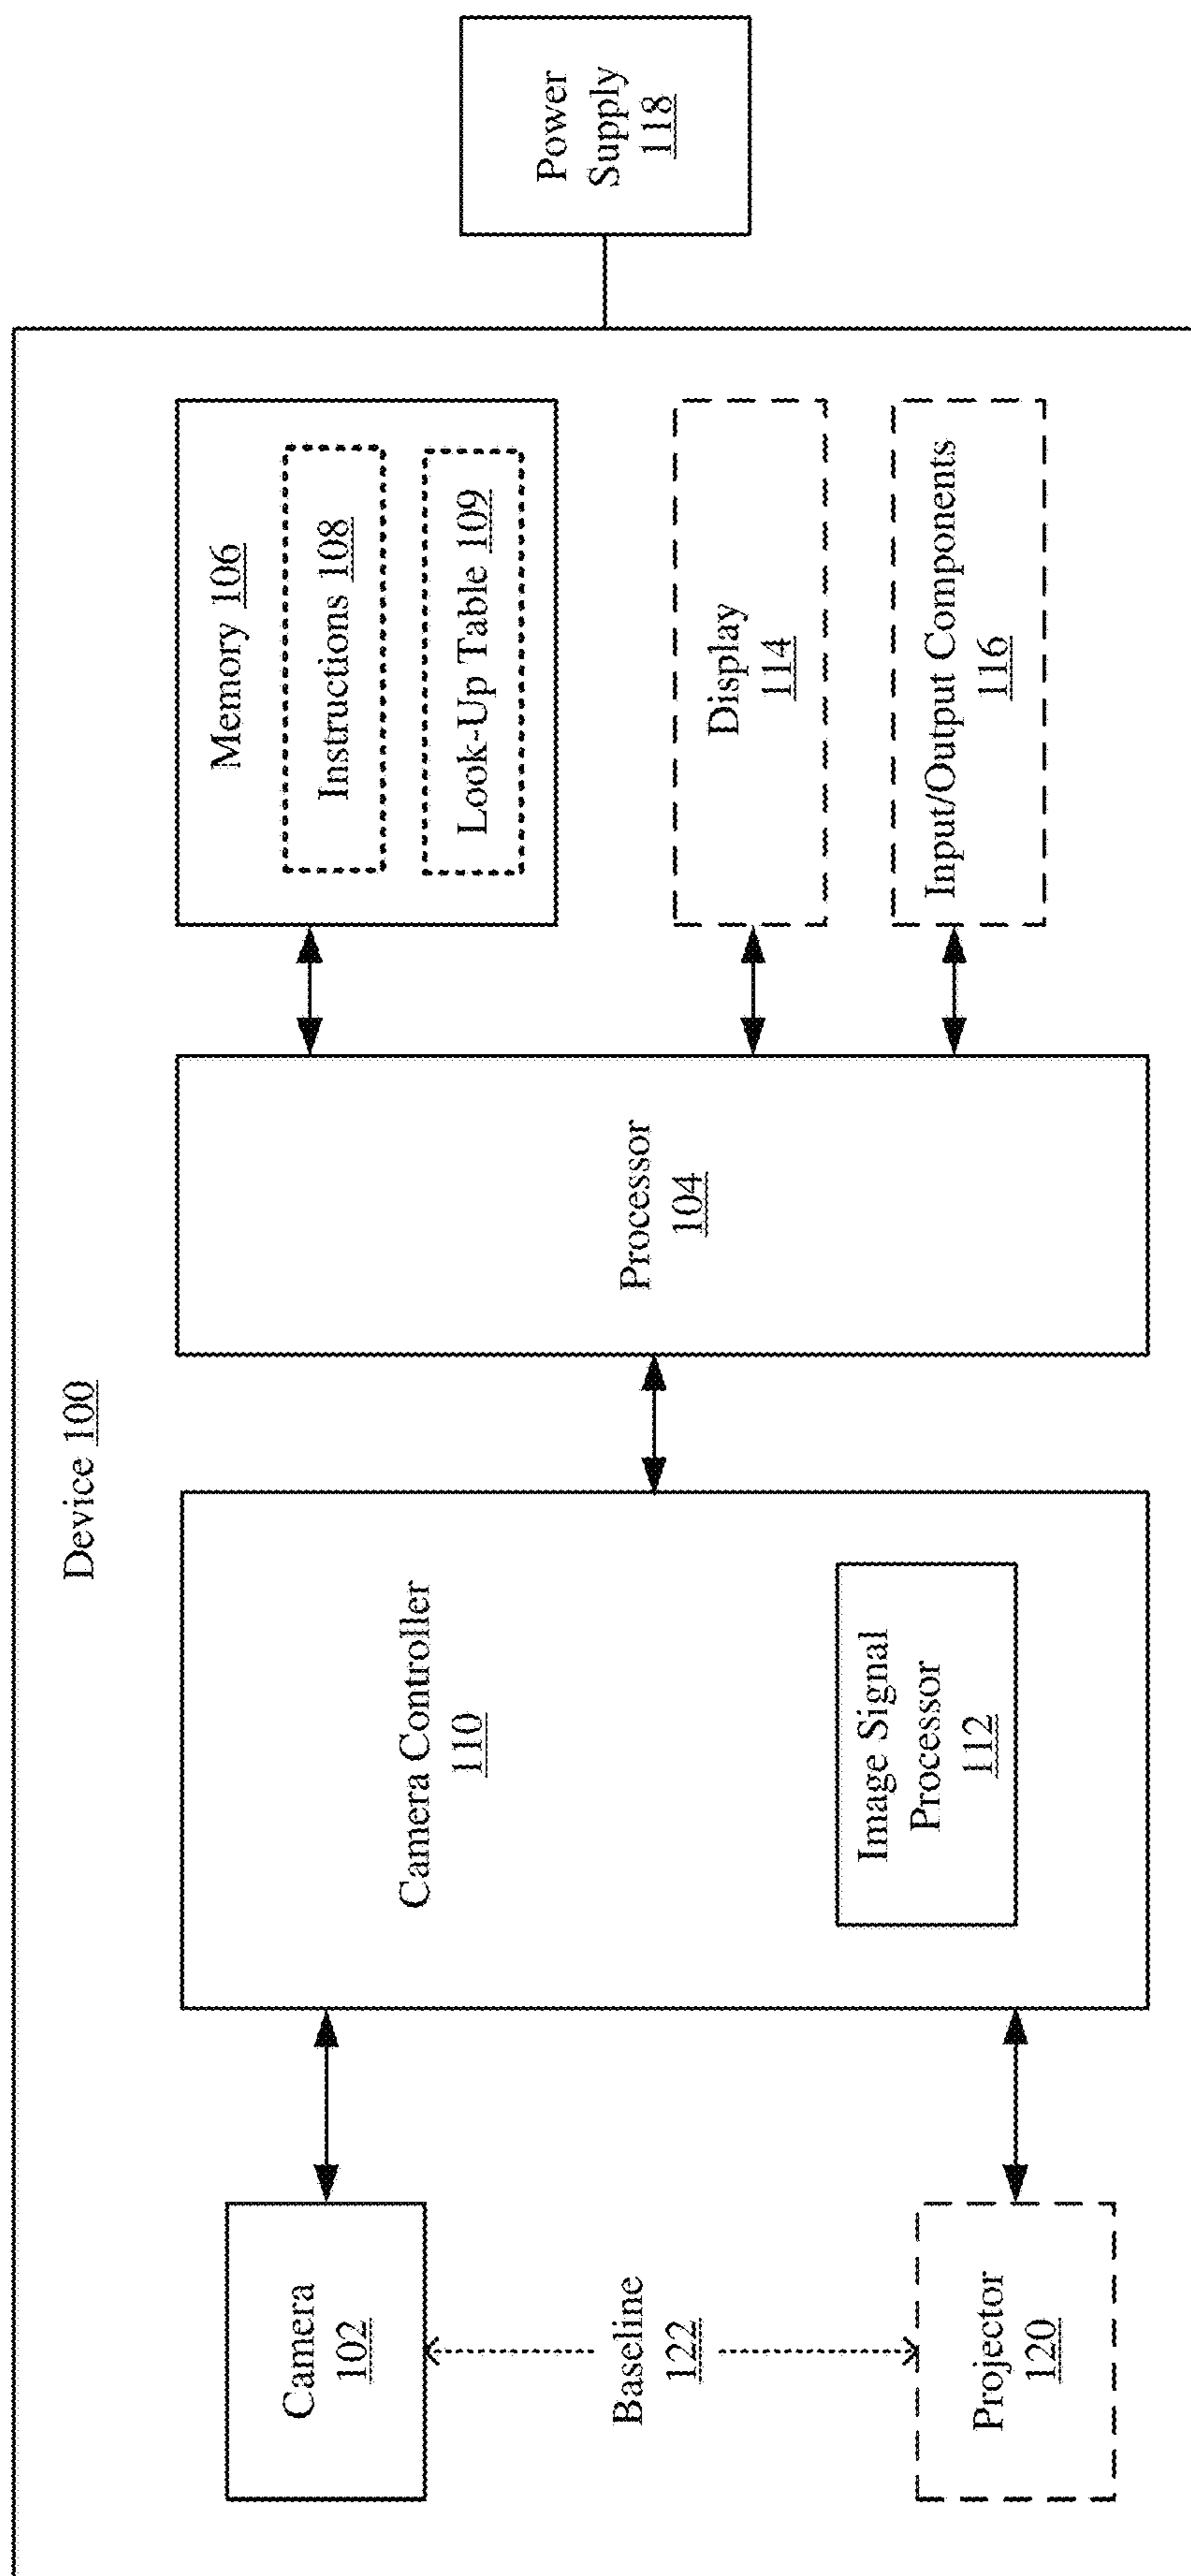 Device 100
Camera
102
Baseline
122
Projector
120
Camera Controller
110
Image Signal
Processor
112
Processor
104
Memory 106
Instructions 108
Look-Up Table 109
Display
114
Input/Output Components
116
Power
Supply
118